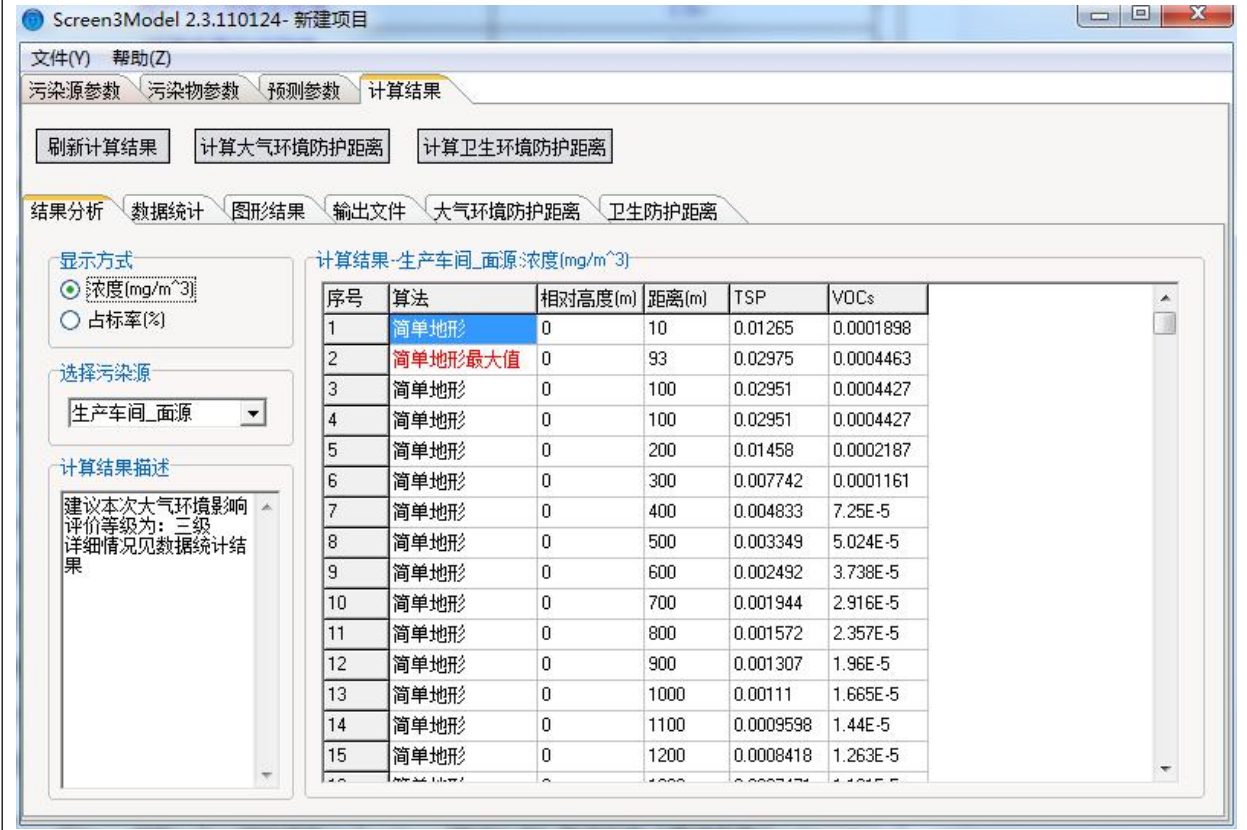 Screen3Model 2.3.110124- 新建项目
文件(Y) 帮助(Z)
污染源参数 污染物参数 预测参数 计算结果
刷新计算结果 计算大气环境防护距离 计算卫生环境防护距离
结果分析 数据统计 图形结果 输出文件 大气环境防护距离 卫生防护距离
显示方式
浓度(mg/m^3)
占标率(%)
选择污染源
生产车间_面源
计算结果描述
建议本次大气环境影响
评价等级为：三级
详细情况见数据统计结
果
计算结果-生产车间_面源:浓度(mg/m^3)
序号 算法 相对高度(m) 距离(m) TSP VOCs
1 简单地形 0 10 0.01265 0.0001898
2 简单地形最大值 0 93 0.02975 0.0004463
3 简单地形 0 100 0.02951 0.0004427
4 简单地形 0 100 0.02951 0.0004427
5 简单地形 0 200 0.01458 0.0002187
6 简单地形 0 300 0.007742 0.0001161
7 简单地形 0 400 0.004833 7.25E-5
8 简单地形 0 500 0.003349 5.024E-5
9 简单地形 0 600 0.002492 3.738E-5
10 简单地形 0 700 0.001944 2.916E-5
11 简单地形 0 800 0.001572 2.357E-5
12 简单地形 0 900 0.001307 1.96E-5
13 简单地形 0 1000 0.00111 1.665E-5
14 简单地形 0 1100 0.0009598 1.44E-5
15 简单地形 0 1200 0.0008418 1.263E-5